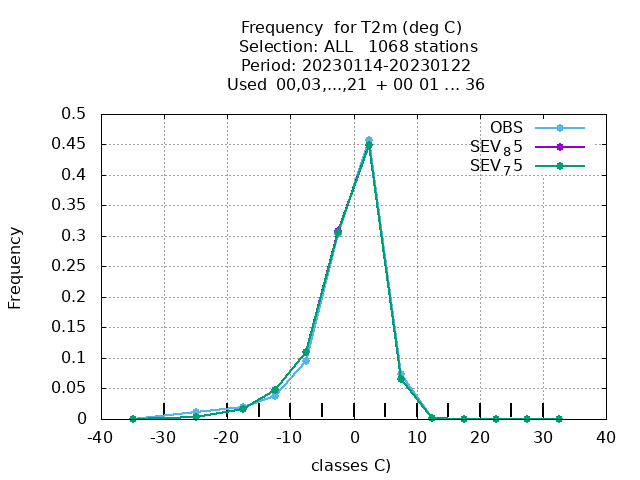 Frequency  for T2m (deg C)
Selection: ALL   1068 stations
Period: 20230114-20230122
Used  00,03,...,21  + 00 01 ... 36
0.5
0.45
0.4
0.35
0.3
0.25
0.2
0.15
0.1
0.05
0
Frequency
OBS
SEV₈5
SEV₇5
-40 -30 -20 -10 0 10 20 30 40
classes C)